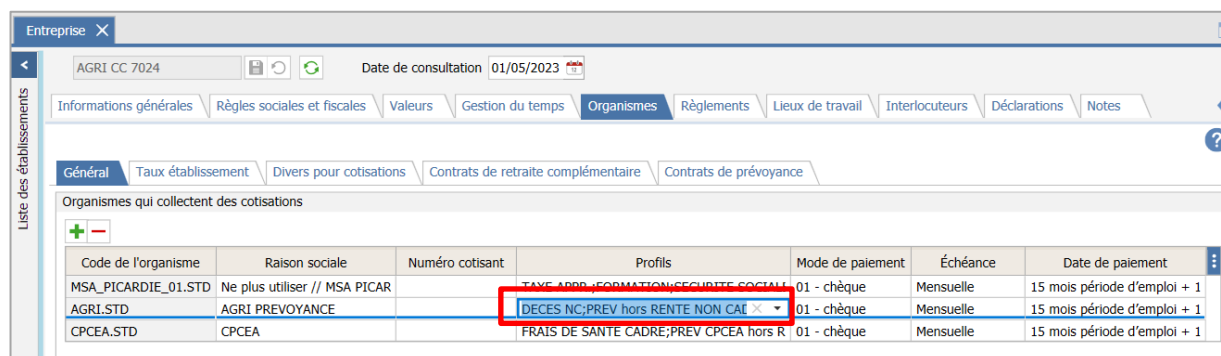 Entreprise
AGRI CC 7024 Date de consultation 01/05/2023
Liste des établissements
Informations générales Règles sociales et fiscales Valeurs Gestion du temps Organismes Règlements Lieux de travail Interlocuteurs Déclarations Notes
?
Général Taux établissement Divers pour cotisations Contrats de retraite complémentaire Contrats de prévoyance
Organismes qui collectent des cotisations
Code de l'organisme Raison sociale Numéro cotisant Profils Mode de paiement Échéance Date de paiement
MSA_PICARDIE_01.STD Ne plus utiliser // MSA PICAR TAXE APPR.;FORMATION;SECURITE SOCIALI 01 - chèque Mensuelle 15 mois période d'emploi + 1
AGRI.STD AGRI PREVOYANCE DECES NC;PREV hors RENTE NON CAD 01 - chèque Mensuelle 15 mois période d'emploi + 1
CPCEA.STD CPCEA FRAIS DE SANTE CADRE;PREV CPCEA hors R 01 - chèque Mensuelle 15 mois période d'emploi + 1